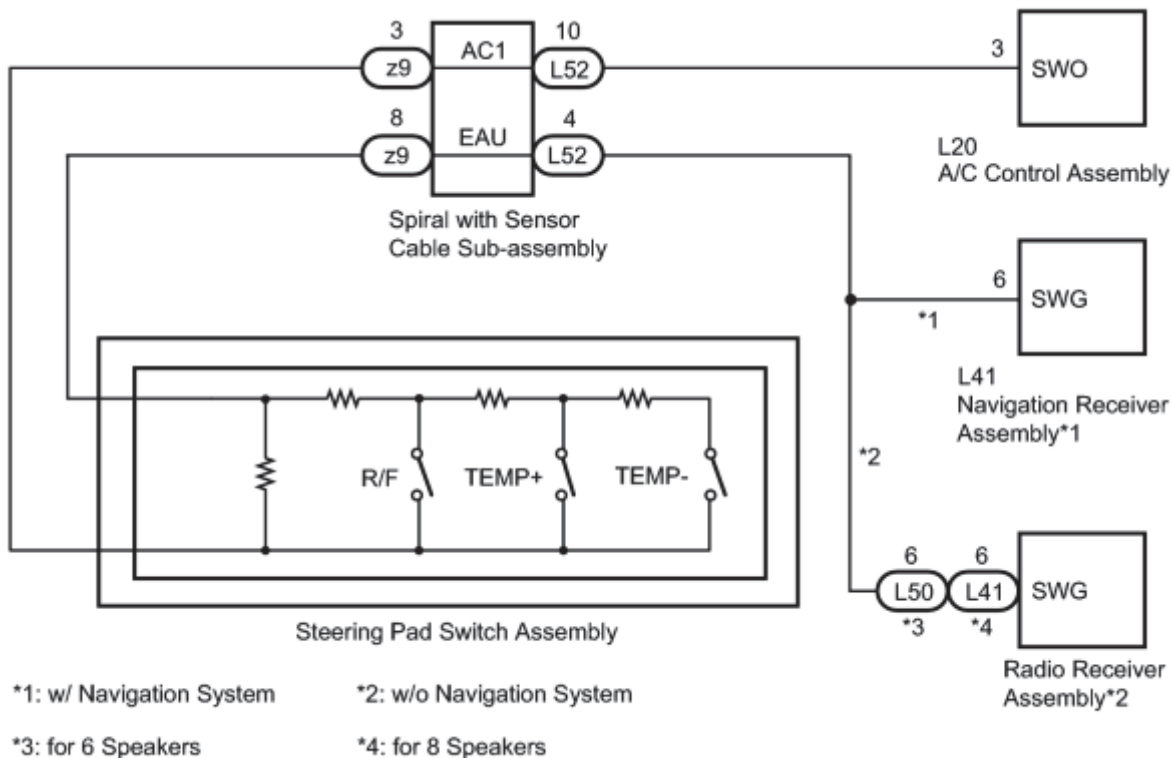 3
AC1
10
z9
L52
3
SWO
8
EAU
4
z9
L52
L20
A/C Control Assembly
Spiral with Sensor
Cable Sub-assembly
6
SWG
*1
L41
Navigation Receiver
Assembly*1
*2
R/F
TEMP+
TEMP-
6
6
L50
L41
SWG
*3
*4
Steering Pad Switch Assembly
Radio Receiver
Assembly*2
*1: w/ Navigation System
*2: w/o Navigation System
*3: for 6 Speakers
*4: for 8 Speakers